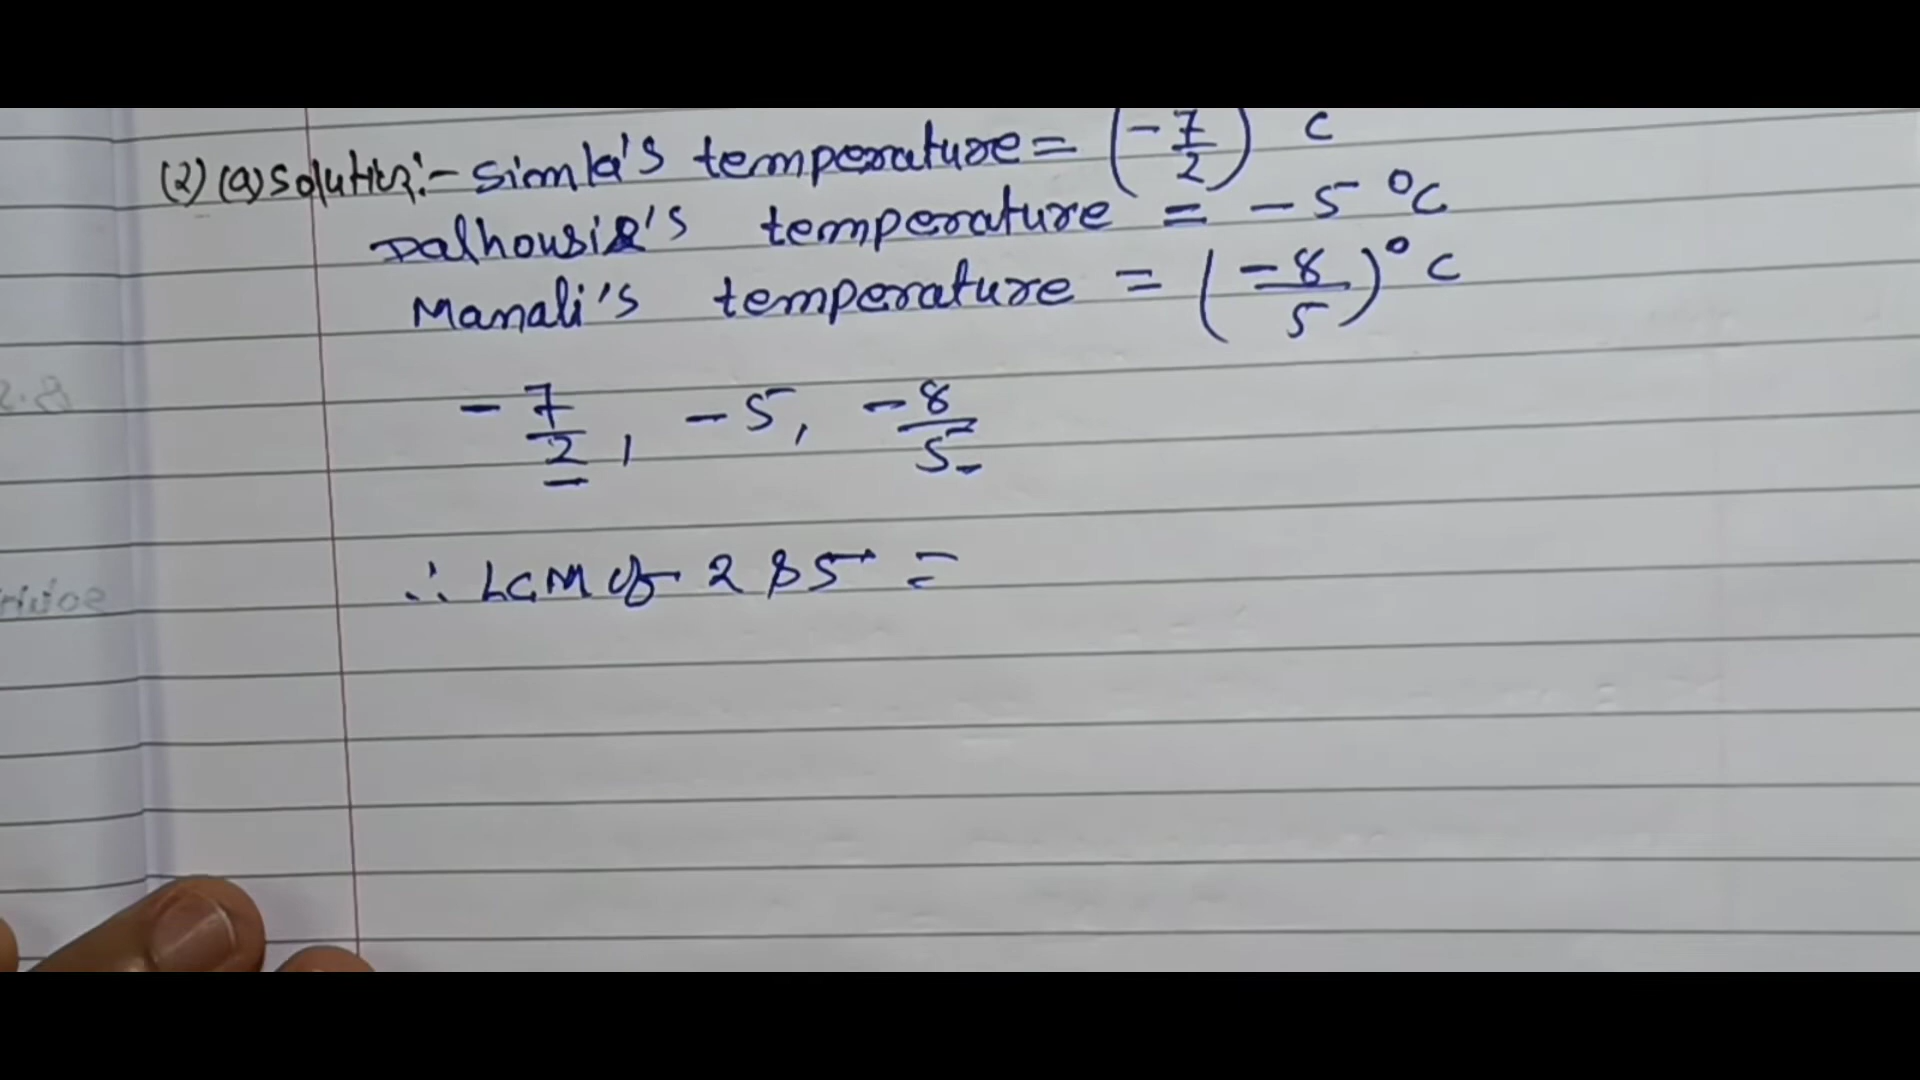 (2) (a) Solution:- Simla's temperature = (-7/2) C
Dalhousie's temperature = -5 °C
Manali's temperature = (-8/5)° C
-7/2, -5, -8/5
∴ LCM of 2 & 5 =